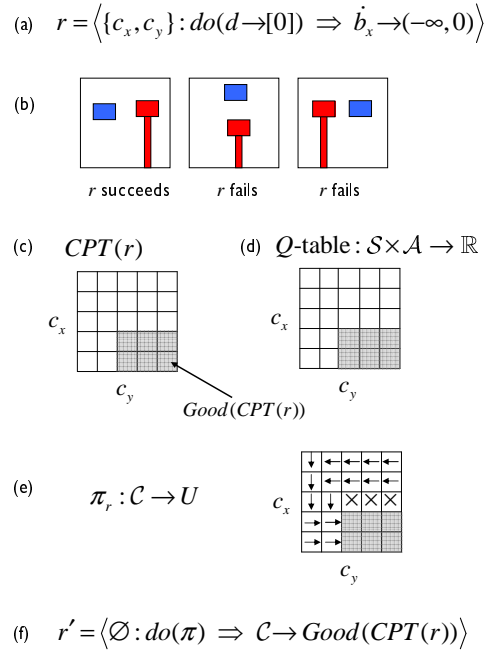 (a) r = ⟨{c_x, c_y} : do(d → [0]) ⇒ ḃ_x → (-∞, 0)⟩
(b)
r succeeds r fails r fails
(c) CPT(r) (d) Q-table : 𝒮 × 𝒜 → ℝ
c_x c_x
c_y c_y
Good(CPT(r))
(e) π_r : 𝒞 → U c_x
c_y
(f) r′ = ⟨∅ : do(π) ⇒ 𝒞 → Good(CPT(r))⟩